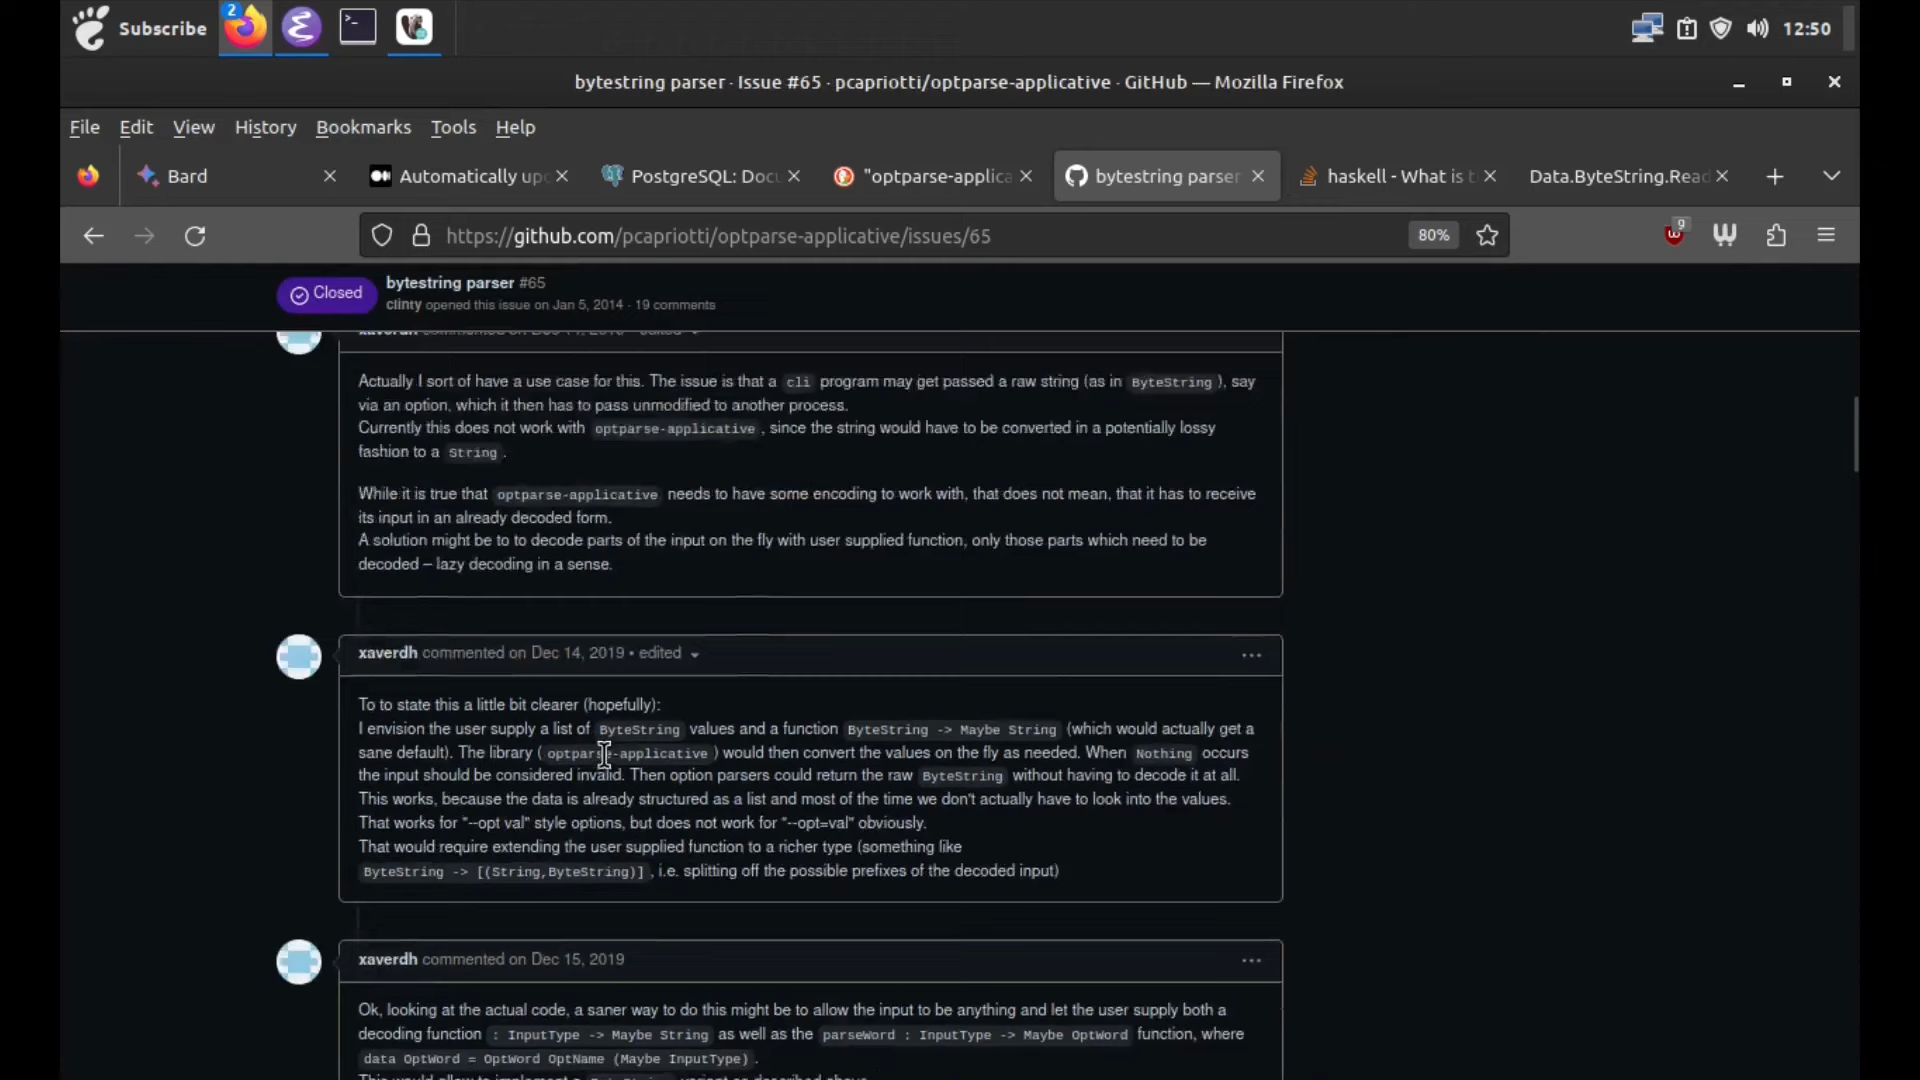 Subscribe
2
12:50
bytestring parser · Issue #65 · pcapriotti/optparse-applicative · GitHub — Mozilla Firefox
File Edit View History Bookmarks Tools Help
Bard
Automatically up
PostgreSQL: Doc
"optparse-applica
bytestring parser
haskell - What is t
Data.ByteString.Read
https://github.com/pcapriotti/optparse-applicative/issues/65
80%
9
Closed
bytestring parser #65
clinty opened this issue on Jan 5, 2014 · 19 comments
Actually I sort of have a use case for this. The issue is that a cli program may get passed a raw string (as in ByteString), say
via an option, which it then has to pass unmodified to another process.
Currently this does not work with optparse-applicative, since the string would have to be converted in a potentially lossy
fashion to a String.
While it is true that optparse-applicative needs to have some encoding to work with, that does not mean, that it has to receive
its input in an already decoded form.
A solution might be to to decode parts of the input on the fly with user supplied function, only those parts which need to be
decoded – lazy decoding in a sense.
xaverdh commented on Dec 14, 2019 • edited
To to state this a little bit clearer (hopefully):
I envision the user supply a list of ByteString values and a function ByteString -> Maybe String (which would actually get a
sane default). The library (optparse-applicative) would then convert the values on the fly as needed. When Nothing occurs
the input should be considered invalid. Then option parsers could return the raw ByteString without having to decode it at all.
This works, because the data is already structured as a list and most of the time we don't actually have to look into the values.
That works for "--opt val" style options, but does not work for "--opt=val" obviously.
That would require extending the user supplied function to a richer type (something like
ByteString -> [(String,ByteString)], i.e. splitting off the possible prefixes of the decoded input)
xaverdh commented on Dec 15, 2019
Ok, looking at the actual code, a saner way to do this might be to allow the input to be anything and let the user supply both a
decoding function : InputType -> Maybe String as well as the parseWord : InputType -> Maybe OptWord function, where
data OptWord = OptWord OptName (Maybe InputType).